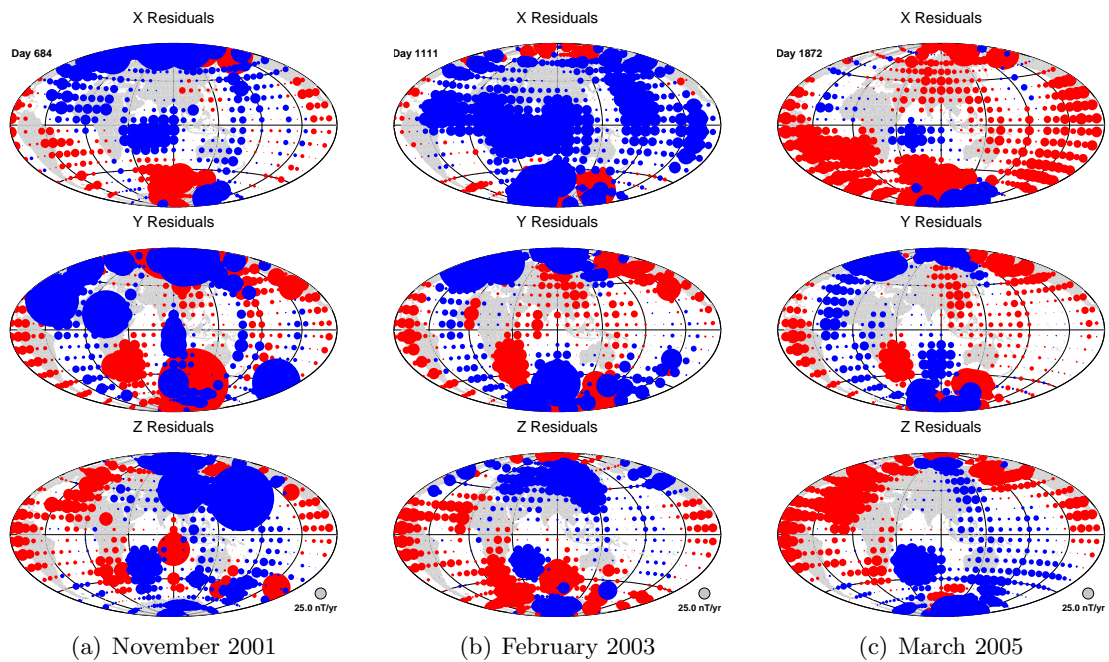 X Residuals
X Residuals
X Residuals
Day 684
Day 1111
Day 1872
Y Residuals
Y Residuals
Y Residuals
Z Residuals
Z Residuals
Z Residuals
25.0 nT/yr
25.0 nT/yr
25.0 nT/yr
(a) November 2001
(b) February 2003
(c) March 2005